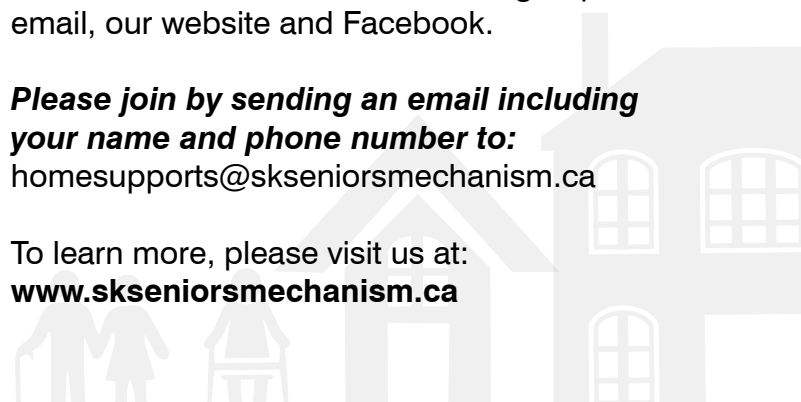 email, our website and Facebook.
Please join by sending an email including
your name and phone number to:
homesupports@skseniorsmechanism.ca
To learn more, please visit us at:
www.skseniorsmechanism.ca